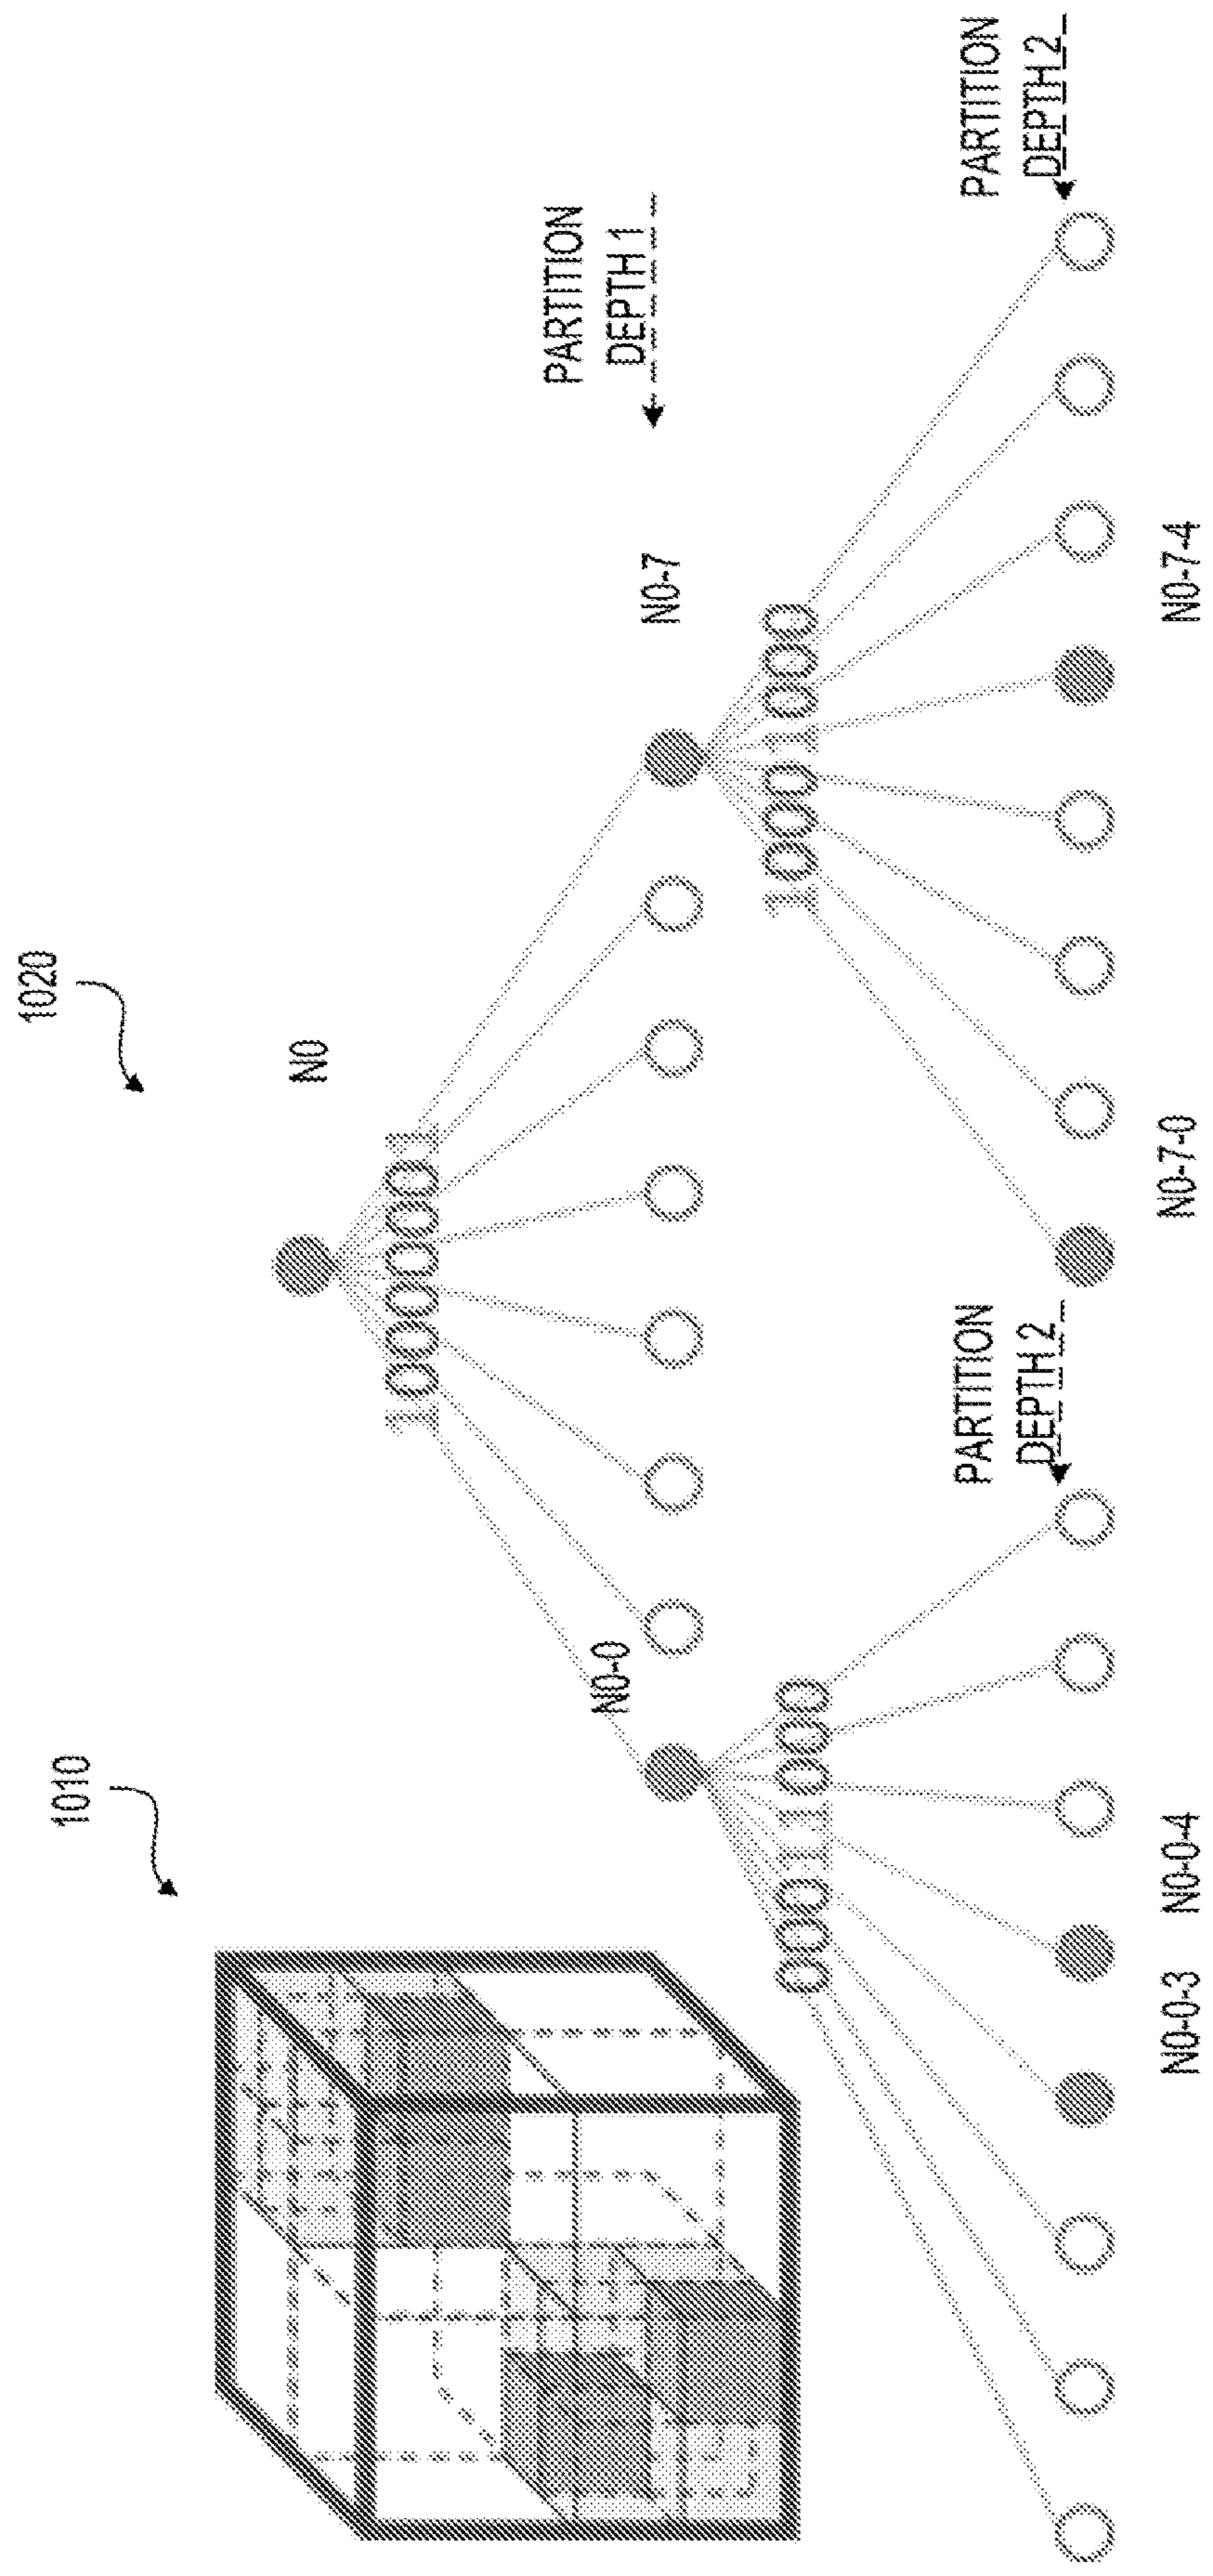 1010
1020
N0
10000001
PARTITION
DEPTH 1
N0-0
N0-7
00011000
10001000
PARTITION
DEPTH 2
PARTITION
DEPTH 2
N0-0-3
N0-0-4
N0-7-0
N0-7-4